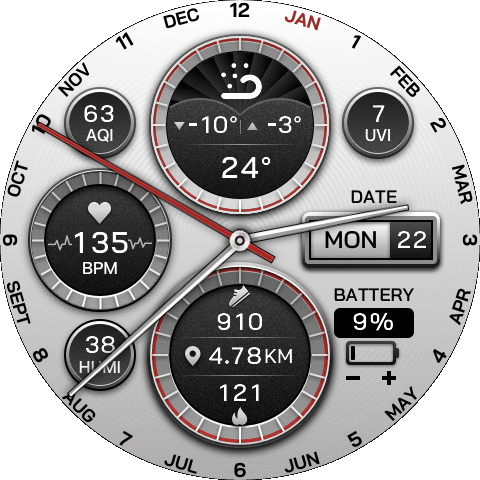 12
JAN
1
FEB
2
MAR
3
APR
4
MAY
5
JUN
6
JUL
7
AUG
8
SEPT
9
OCT
10
NOV
11
DEC
63
AQI
-10° -3°
24°
7
UVI
135
BPM
DATE
MON 22
BATTERY
9%
− +
38
HUMI
910
4.78KM
121